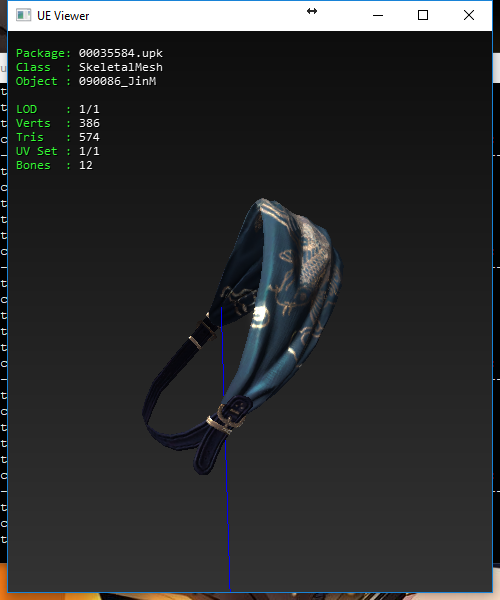 UE Viewer
Package: 00035584.upk
Class : SkeletalMesh
Object : 090086_JinM
LOD : 1/1
Verts : 386
Tris : 574
UV Set : 1/1
Bones : 12